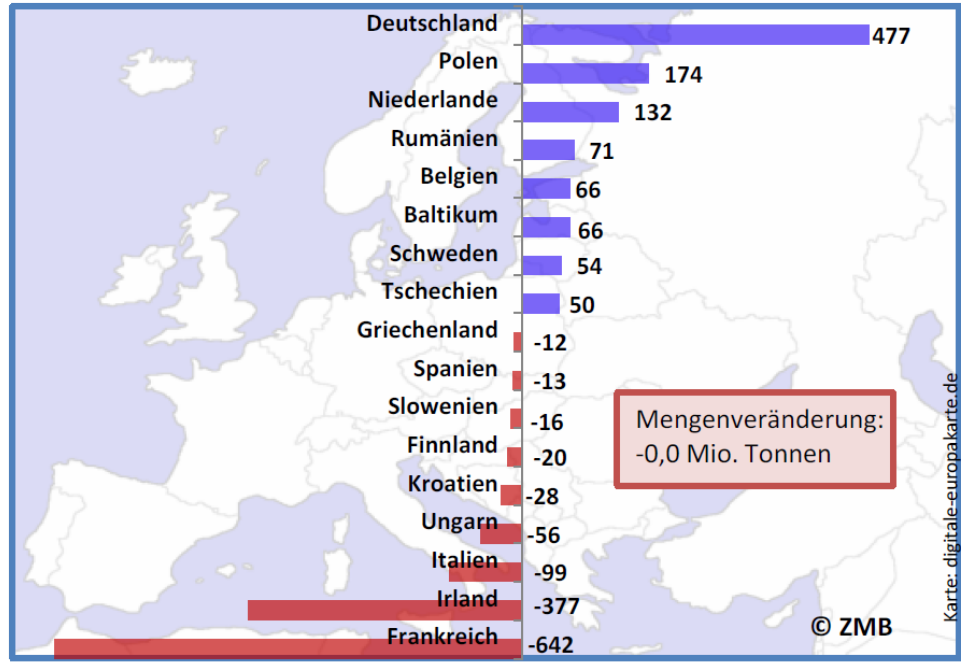 Deutschland 477
Polen 174
Niederlande 132
Rumänien 71
Belgien 66
Baltikum 66
Schweden 54
Tschechien 50
Griechenland -12
Spanien -13
Slowenien -16
Finnland -20
Kroatien -28
Ungarn -56
Italien -99
Irland -377
Frankreich -642
Mengenveränderung:
-0,0 Mio. Tonnen
© ZMB
Karte: digitale-europakarte.de